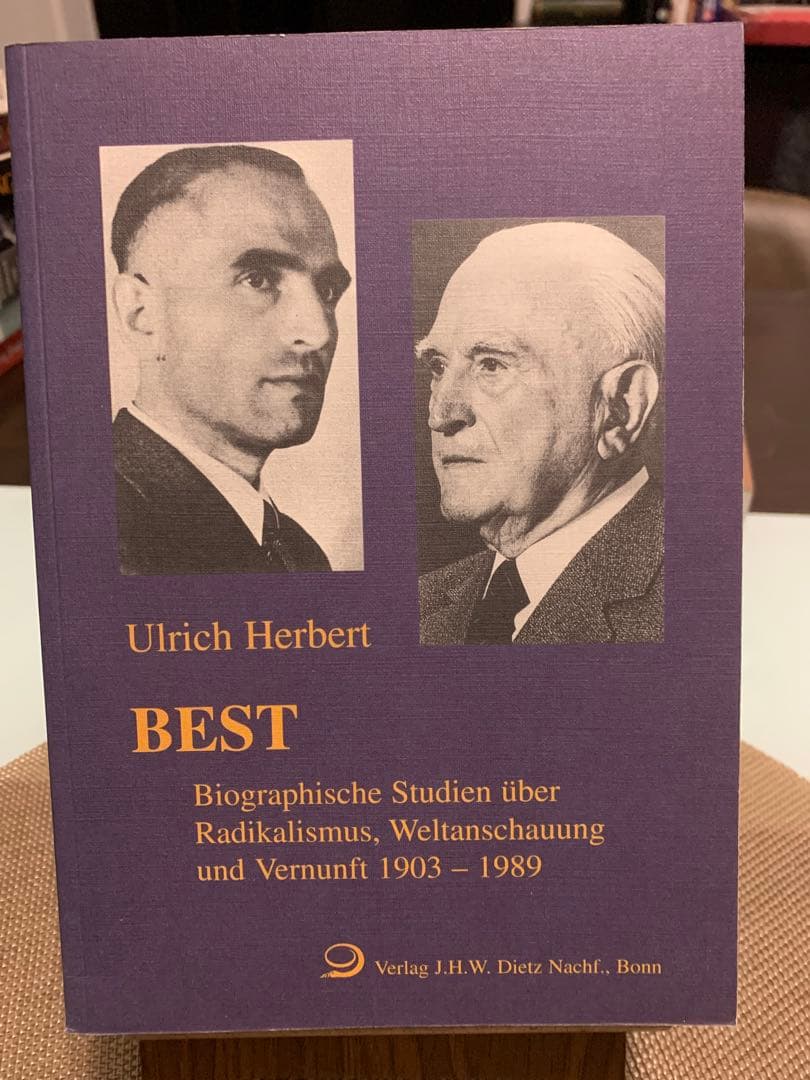 Ulrich Herbert
BEST
Biographische Studien über
Radikalismus, Weltanschauung
und Vernunft 1903 – 1989
Verlag J.H.W. Dietz Nachf., Bonn